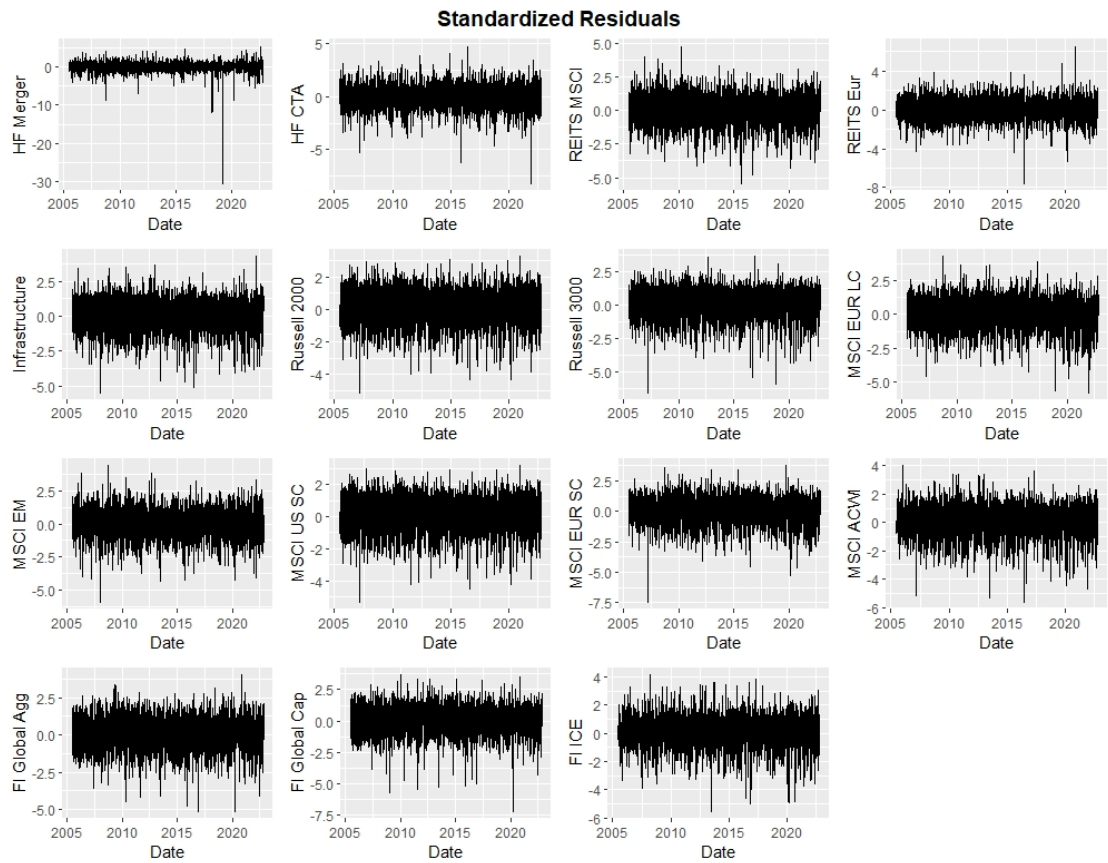 Standardized Residuals
HF Merger
0
-10
-20
-30
2005 2010 2015 2020
Date
HF CTA
5
0
-5
2005 2010 2015 2020
Date
REITS MSCI
5.0
2.5
0.0
-2.5
-5.0
2005 2010 2015 2020
Date
REITS Eur
4
0
-4
-8
2005 2010 2015 2020
Date
Infrastructure
2.5
0.0
-2.5
-5.0
2005 2010 2015 2020
Date
Russell 2000
2
0
-2
-4
2005 2010 2015 2020
Date
Russell 3000
2.5
0.0
-2.5
-5.0
2005 2010 2015 2020
Date
MSCI EUR LC
2.5
0.0
-2.5
-5.0
2005 2010 2015 2020
Date
MSCI EM
2.5
0.0
-2.5
-5.0
2005 2010 2015 2020
Date
MSCI US SC
2
0
-2
-4
2005 2010 2015 2020
Date
MSCI EUR SC
2.5
0.0
-2.5
-5.0
-7.5
2005 2010 2015 2020
Date
MSCI ACWI
4
2
0
-2
-4
-6
2005 2010 2015 2020
Date
FI Global Agg
2.5
0.0
-2.5
-5.0
2005 2010 2015 2020
Date
FI Global Cap
2.5
0.0
-2.5
-5.0
-7.5
2005 2010 2015 2020
Date
FI ICE
4
2
0
-2
-4
-6
2005 2010 2015 2020
Date